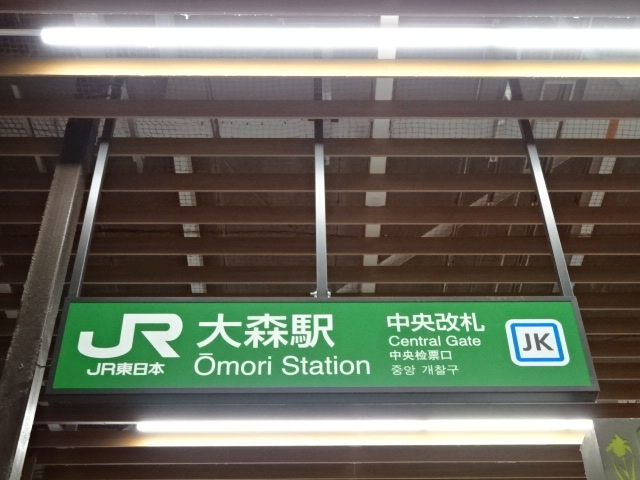 JR
JR東日本
大森駅
Ōmori Station
中央改札
Central Gate
中央检票口
중앙 개찰구
JK